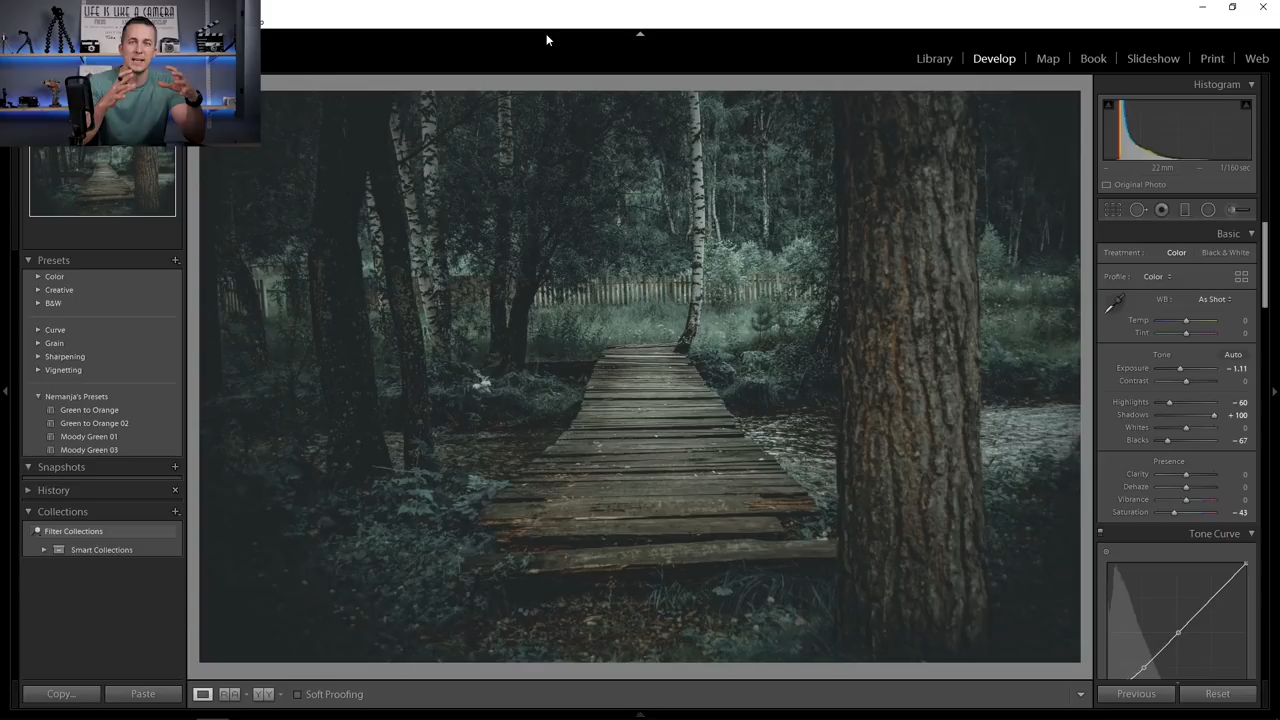 LIFE IS LIKE A CAMERA
Library | Develop | Map | Book | Slideshow | Print | Web
Histogram
22 mm 1/160 sec
Original Photo
Basic
Treatment : Color Black & White
Profile : Color
WB : As Shot
Temp 0
Tint 0
Tone Auto
Exposure - 1.11
Contrast 0
Highlights - 60
Shadows + 100
Whites 0
Blacks - 67
Presence
Clarity 0
Dehaze 0
Vibrance 0
Saturation - 43
Tone Curve
Previous Reset
Presets +
Color
Creative
B&W
Curve
Grain
Sharpening
Vignetting
Nemanja's Presets
Green to Orange
Green to Orange 02
Moody Green 01
Moody Green 03
Snapshots +
History ×
Collections +
Filter Collections
Smart Collections
Copy... Paste
R A Y Y Soft Proofing